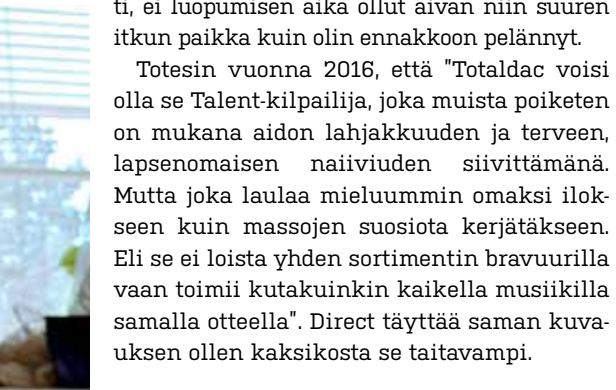 ti, ei luopumisen aika ollut aivan niin suuren
itkun paikka kuin olin ennakkoon pelännyt.
Totesin vuonna 2016, että "Totaldac voisi
olla se Talent-kilpailija, joka muista poiketen
on mukana aidon lahjakkuuden ja terveen,
lapsenomaisen naiiviuden siivittämänä.
Mutta joka laulaa mieluummin omaksi ilok-
seen kuin massojen suosiota kerjätäkseen.
Eli se ei loista yhden sortimentin bravuurilla
vaan toimii kutakuinkin kaikella musiikilla
samalla otteella". Direct täyttää saman kuva-
uksen ollen kaksikosta se taitavampi.